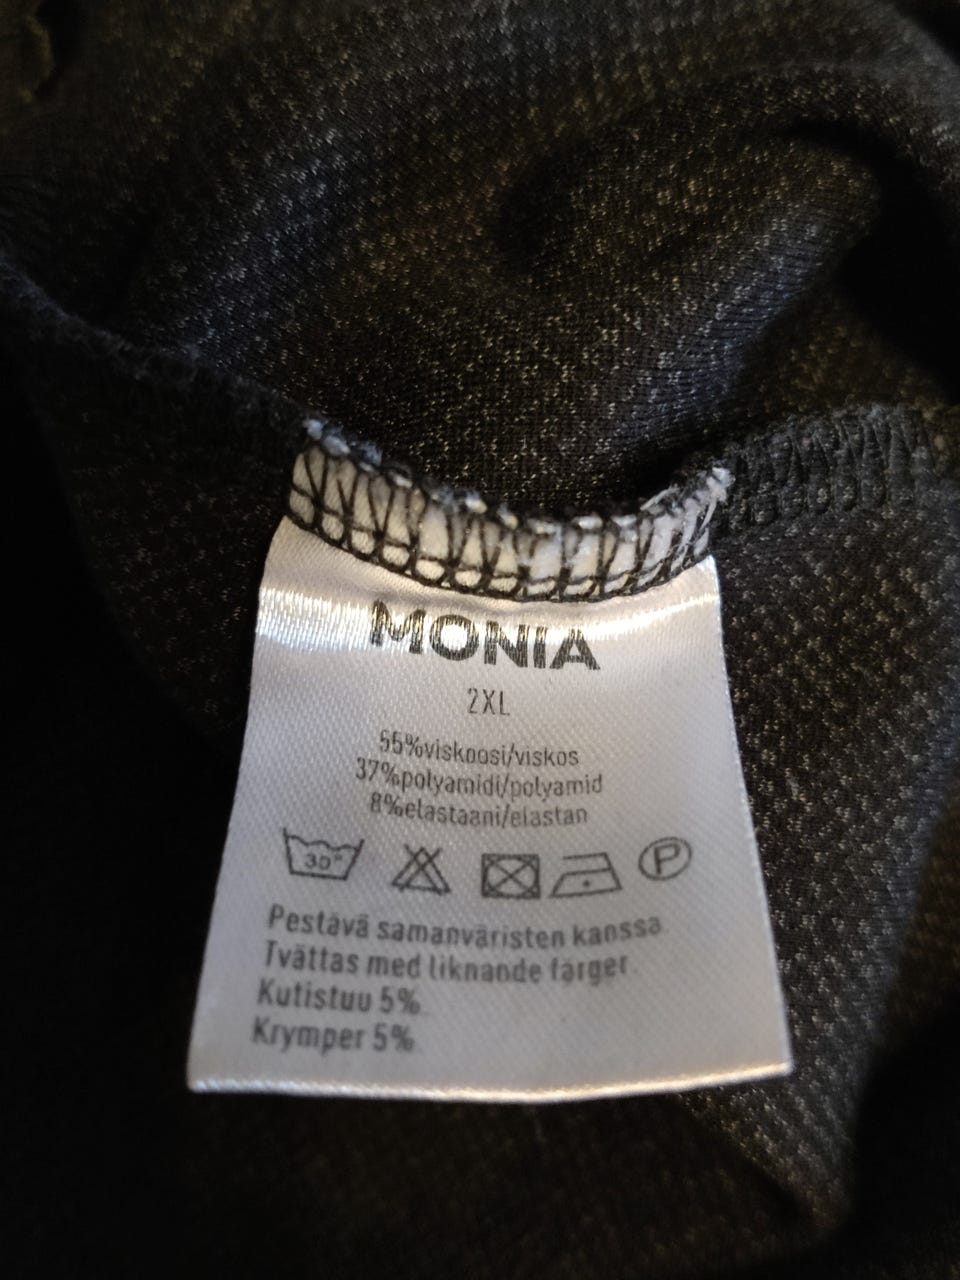 MONIA
2XL
55%viskoosi/viskos
37%polyamidi/polyamid
8%elastaani/elastan
30° P
Pestävä samanväristen kanssa
Tvättas med liknande färger.
Kutistuu 5%.
Krymper 5%